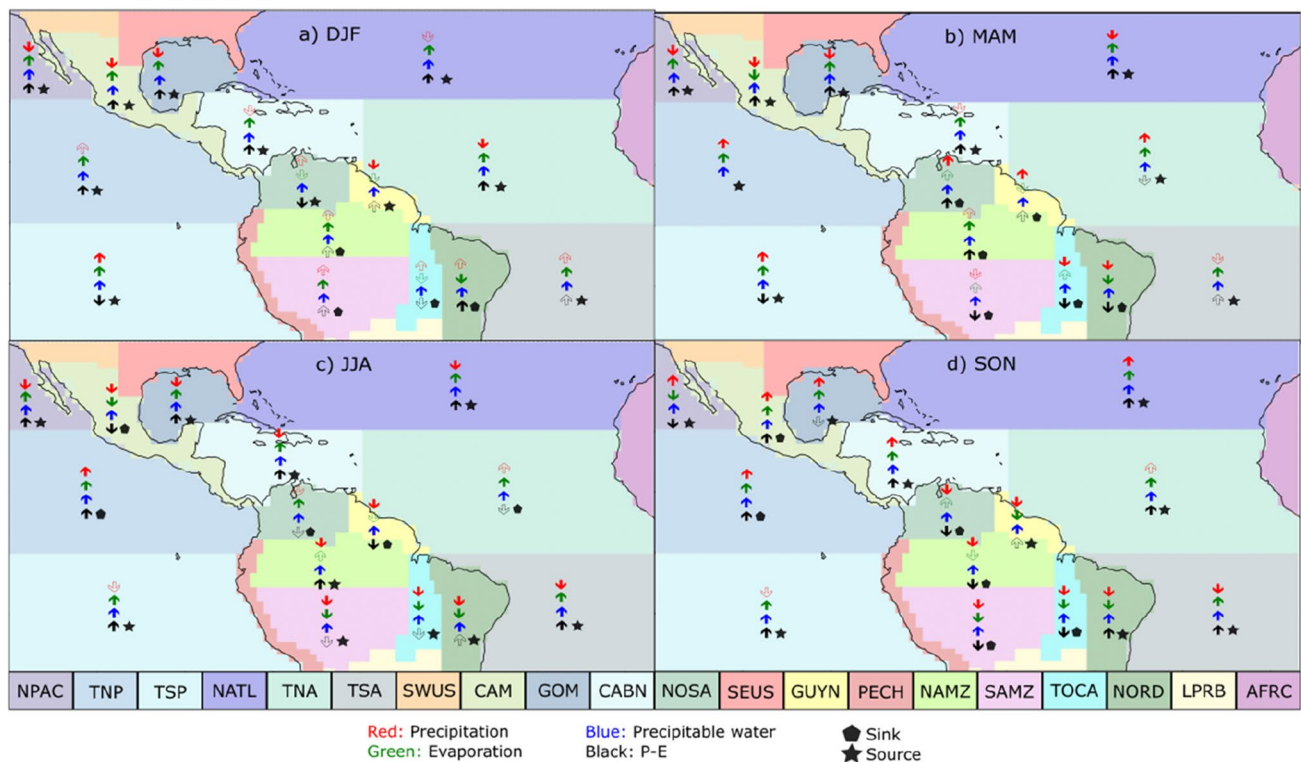 a) DJF
b) MAM
c) JJA
d) SON
NPAC TNP TSP NATL TNA TSA SWUS CAM GOM CABN NOSA SEUS GUYN PECH NAMZ SAMZ TOCA NORD LPRB AFRC
Red: Precipitation Blue: Precipitable water Sink
Green: Evaporation Black: P-E Source